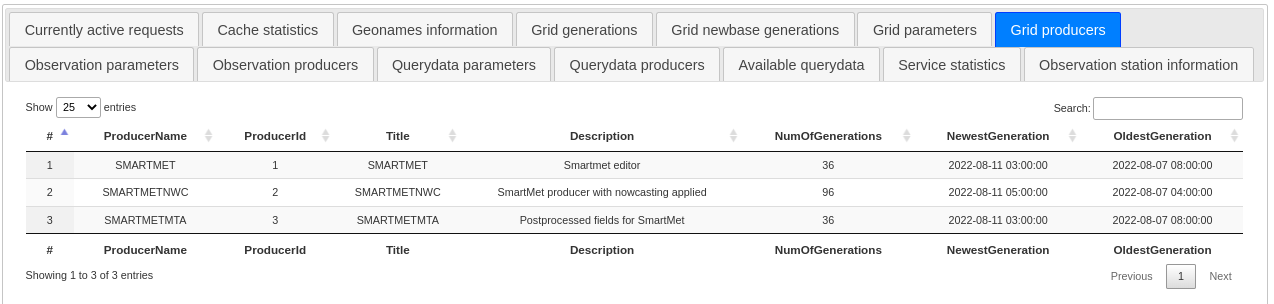 Currently active requests Cache statistics Geonames information Grid generations Grid newbase generations Grid parameters Grid producers
Observation parameters Observation producers Querydata parameters Querydata producers Available querydata Service statistics Observation station information
Show 25 entries Search:
# ProducerName ProducerId Title Description NumOfGenerations NewestGeneration OldestGeneration
1 SMARTMET 1 SMARTMET Smartmet editor 36 2022-08-11 03:00:00 2022-08-07 08:00:00
2 SMARTMETNWC 2 SMARTMETNWC SmartMet producer with nowcasting applied 96 2022-08-11 05:00:00 2022-08-07 04:00:00
3 SMARTMETMTA 3 SMARTMETMTA Postprocessed fields for SmartMet 36 2022-08-11 03:00:00 2022-08-07 08:00:00
# ProducerName ProducerId Title Description NumOfGenerations NewestGeneration OldestGeneration
Showing 1 to 3 of 3 entries Previous 1 Next